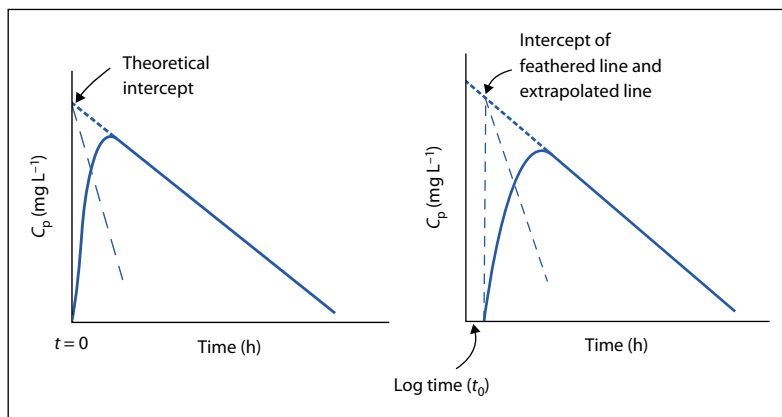 Theoretical
intercept
Cp (mg L−1)
t = 0
Time (h)
Intercept of
feathered line and
extrapolated line
Cp (mg L−1)
Time (h)
Log time (t0)